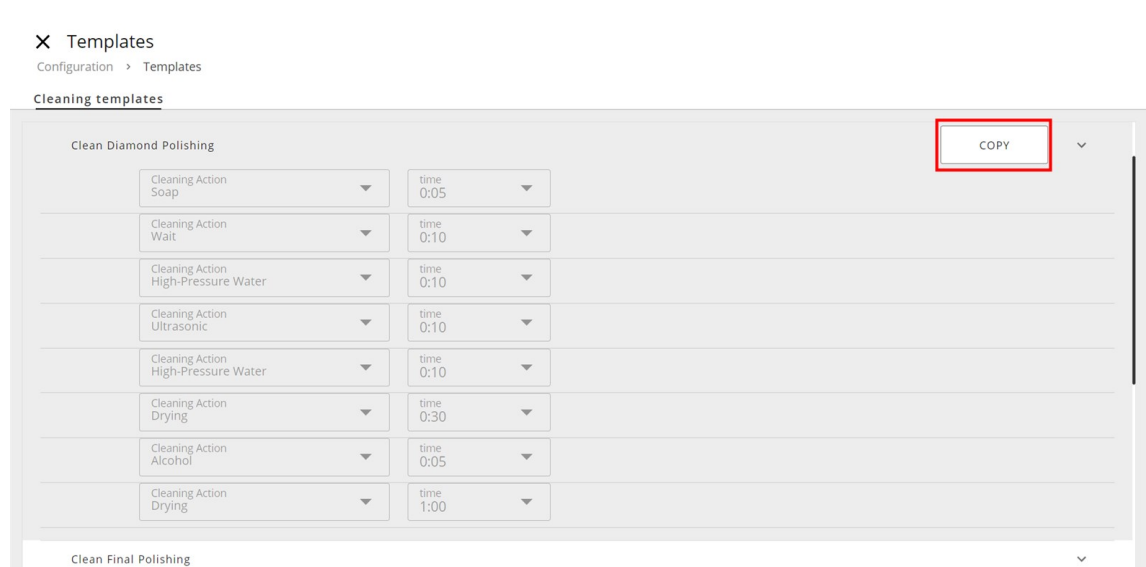 Templates
Configuration > Templates
Cleaning templates
Clean Diamond Polishing COPY
Cleaning Action time
Soap 0:05
Cleaning Action time
Wait 0:10
Cleaning Action time
High-Pressure Water 0:10
Cleaning Action time
Ultrasonic 0:10
Cleaning Action time
High-Pressure Water 0:10
Cleaning Action time
Drying 0:30
Cleaning Action time
Alcohol 0:05
Cleaning Action time
Drying 1:00
Clean Final Polishing